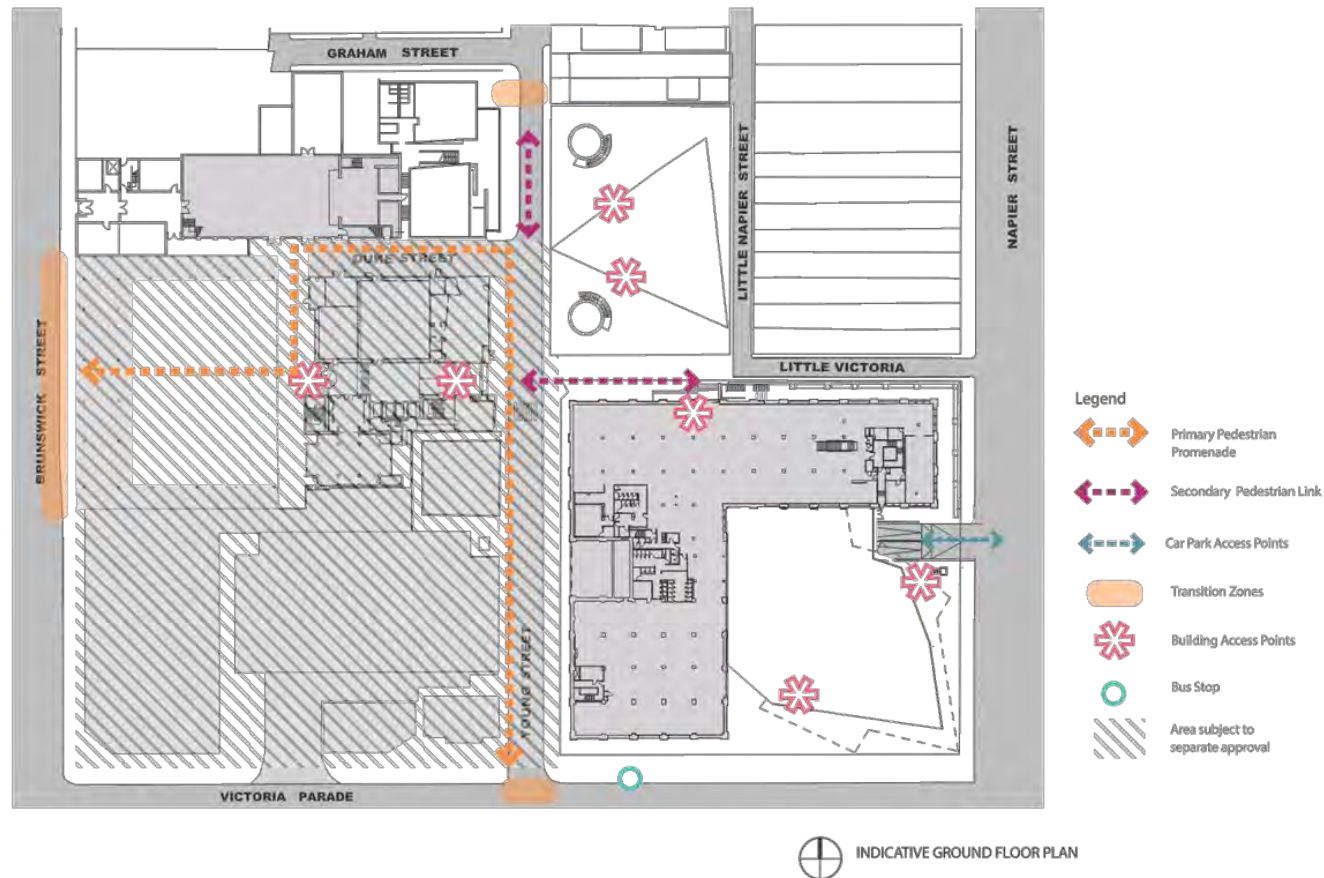 GRAHAM STREET
DUKE STREET
BRUNSWICK STREET
LITTLE NAPIER STREET
NAPIER STREET
LITTLE VICTORIA
YOUNG STREET
VICTORIA PARADE
Legend
Primary Pedestrian
Promenade
Secondary Pedestrian Link
Car Park Access Points
Transition Zones
Building Access Points
Bus Stop
Area subject to
separate approval
INDICATIVE GROUND FLOOR PLAN